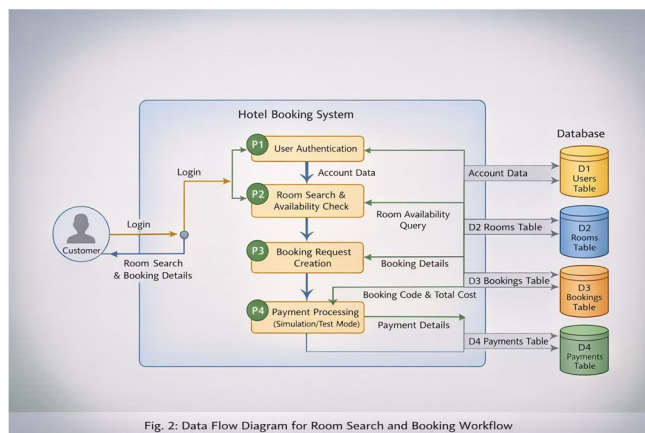 Hotel Booking System
Database
P1
User Authentication
Login
Account Data
Account Data
D1
Users
Table
P2
Room Search &
Availability Check
Login
Customer
Room Search
& Booking Details
Room Availability
Query
D2 Rooms Table
D2
Rooms
Table
P3
Booking Request
Creation
Booking Details
D3 Bookings Table
D3
Bookings
Table
Booking Code & Total Cost
P4
Payment Processing
(Simulation/Test Mode)
Payment Details
D4 Payments Table
D4
Payments
Table
Fig. 2: Data Flow Diagram for Room Search and Booking Workflow